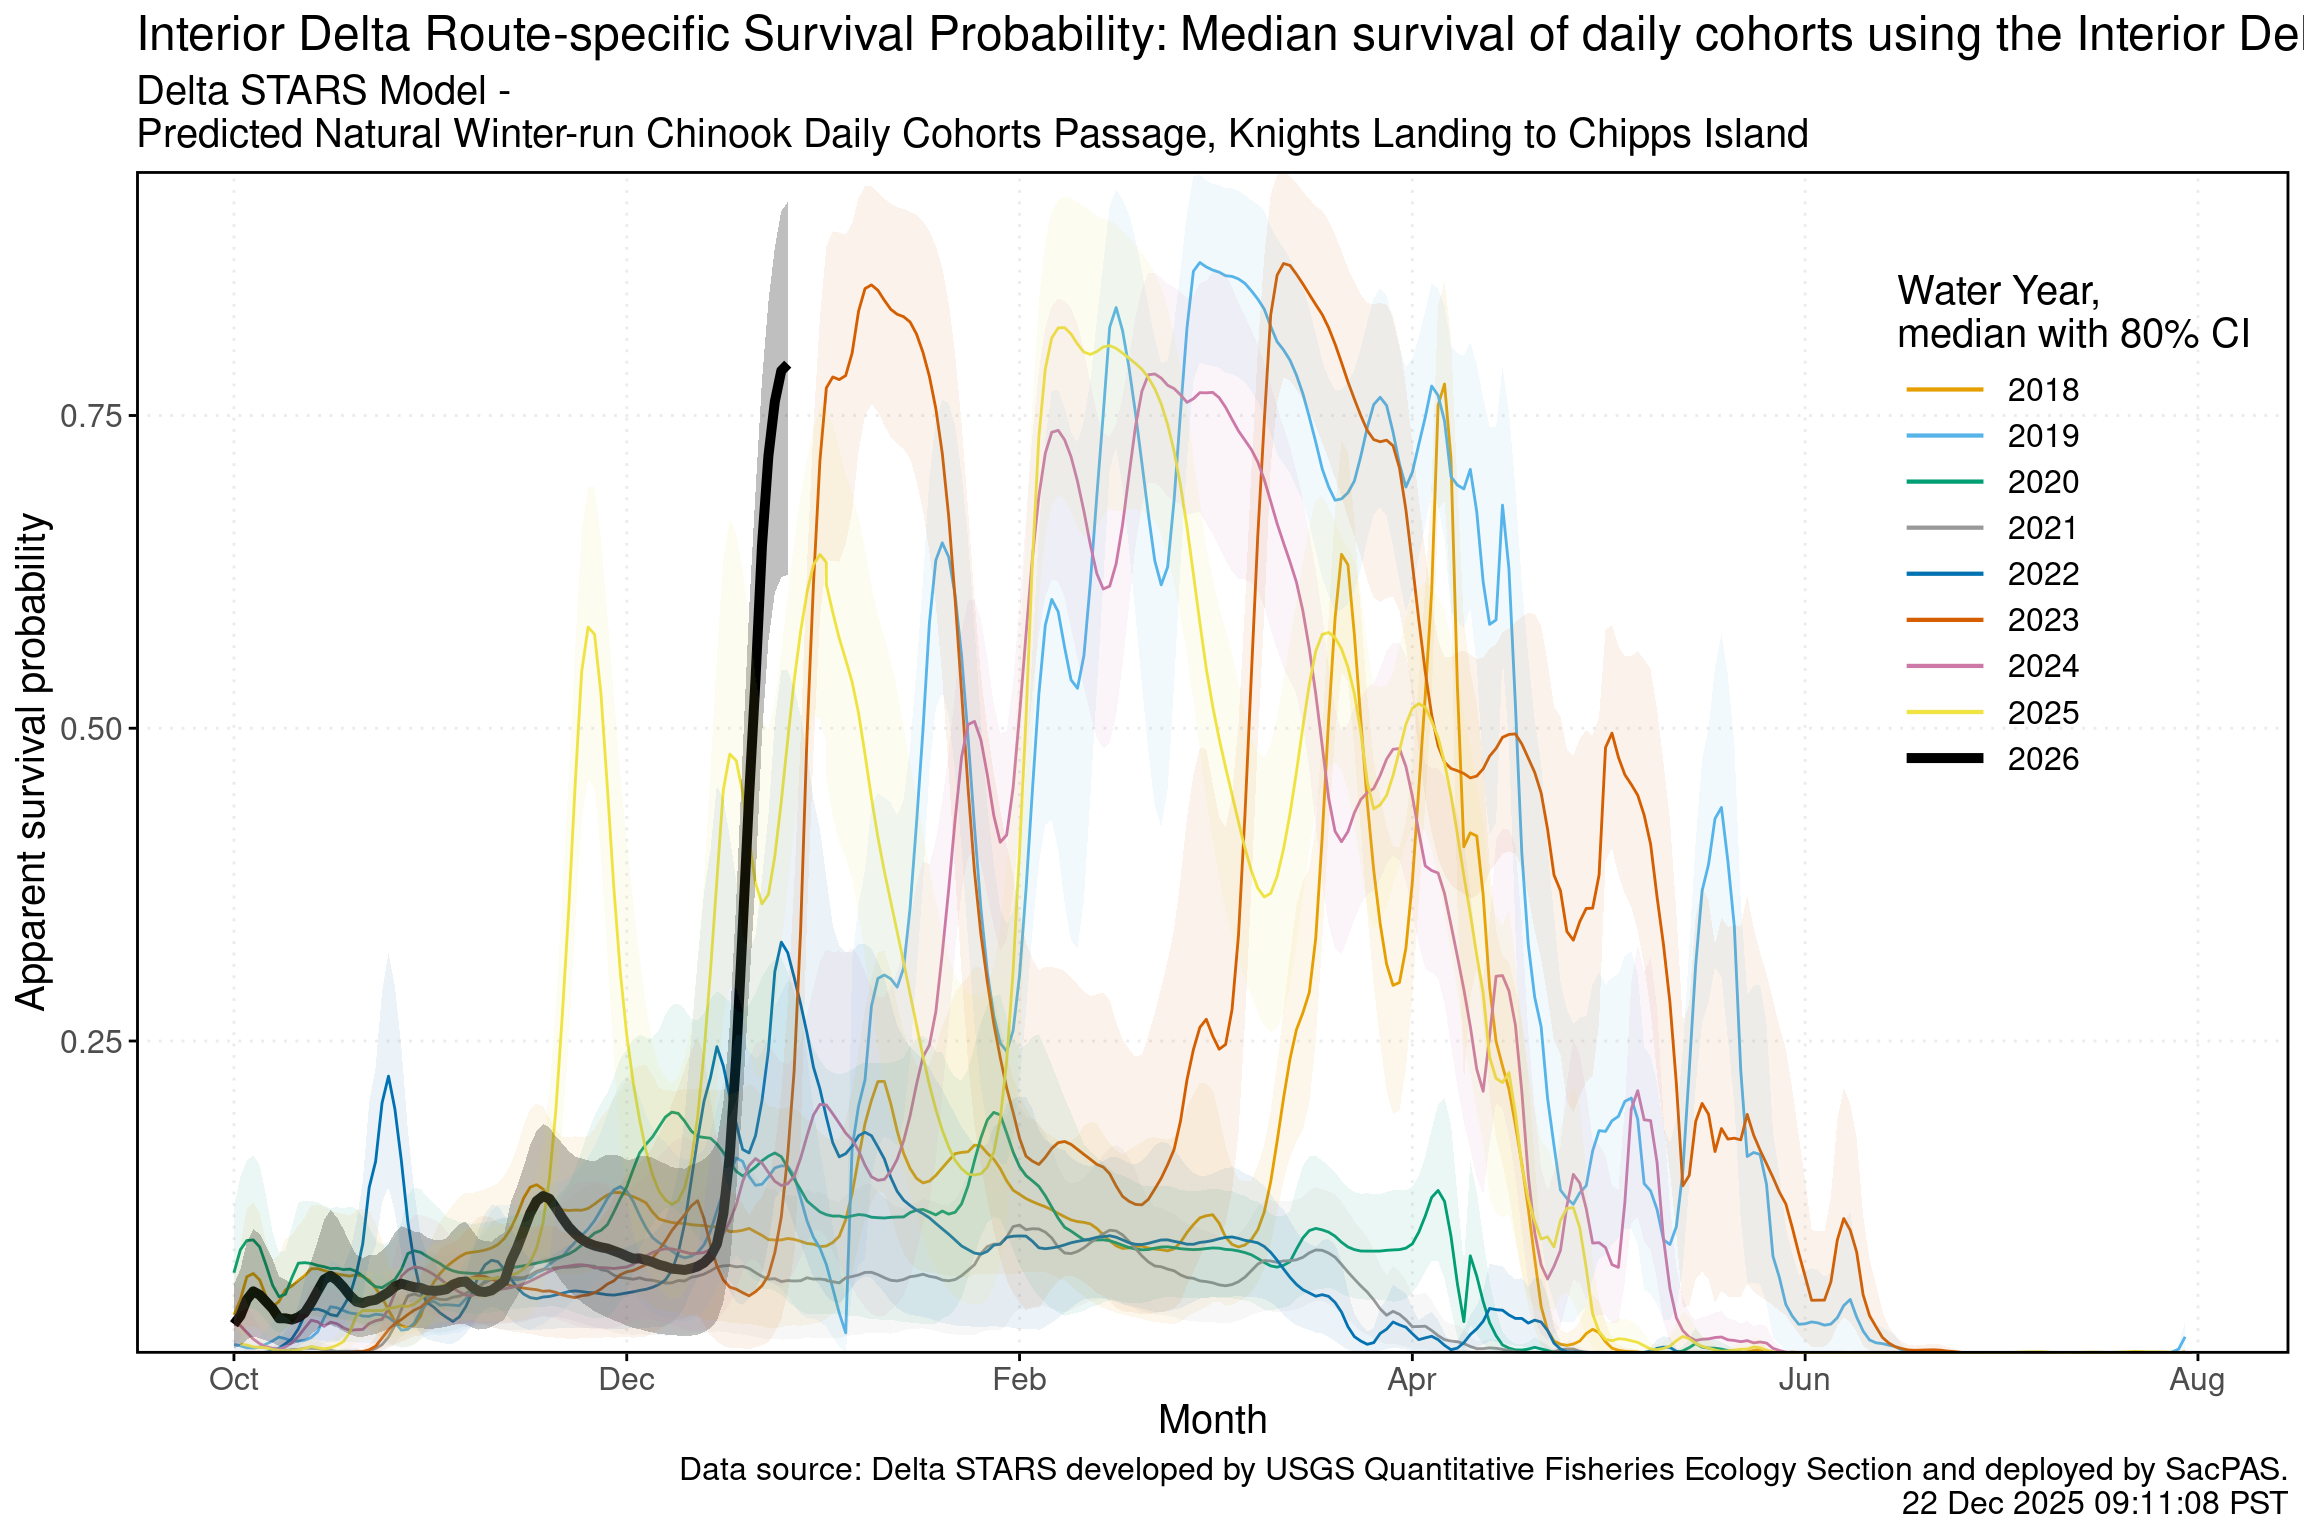 Interior Delta Route-specific Survival Probability: Median survival of daily cohorts using the Interior Del
Delta STARS Model -
Predicted Natural Winter-run Chinook Daily Cohorts Passage, Knights Landing to Chipps Island
Water Year,
median with 80% CI
2018
2019
2020
2021
2022
2023
2024
2025
2026
Apparent survival probability
0.75
0.50
0.25
Oct
Dec
Feb
Apr
Jun
Aug
Month
Data source: Delta STARS developed by USGS Quantitative Fisheries Ecology Section and deployed by SacPAS.
22 Dec 2025 09:11:08 PST